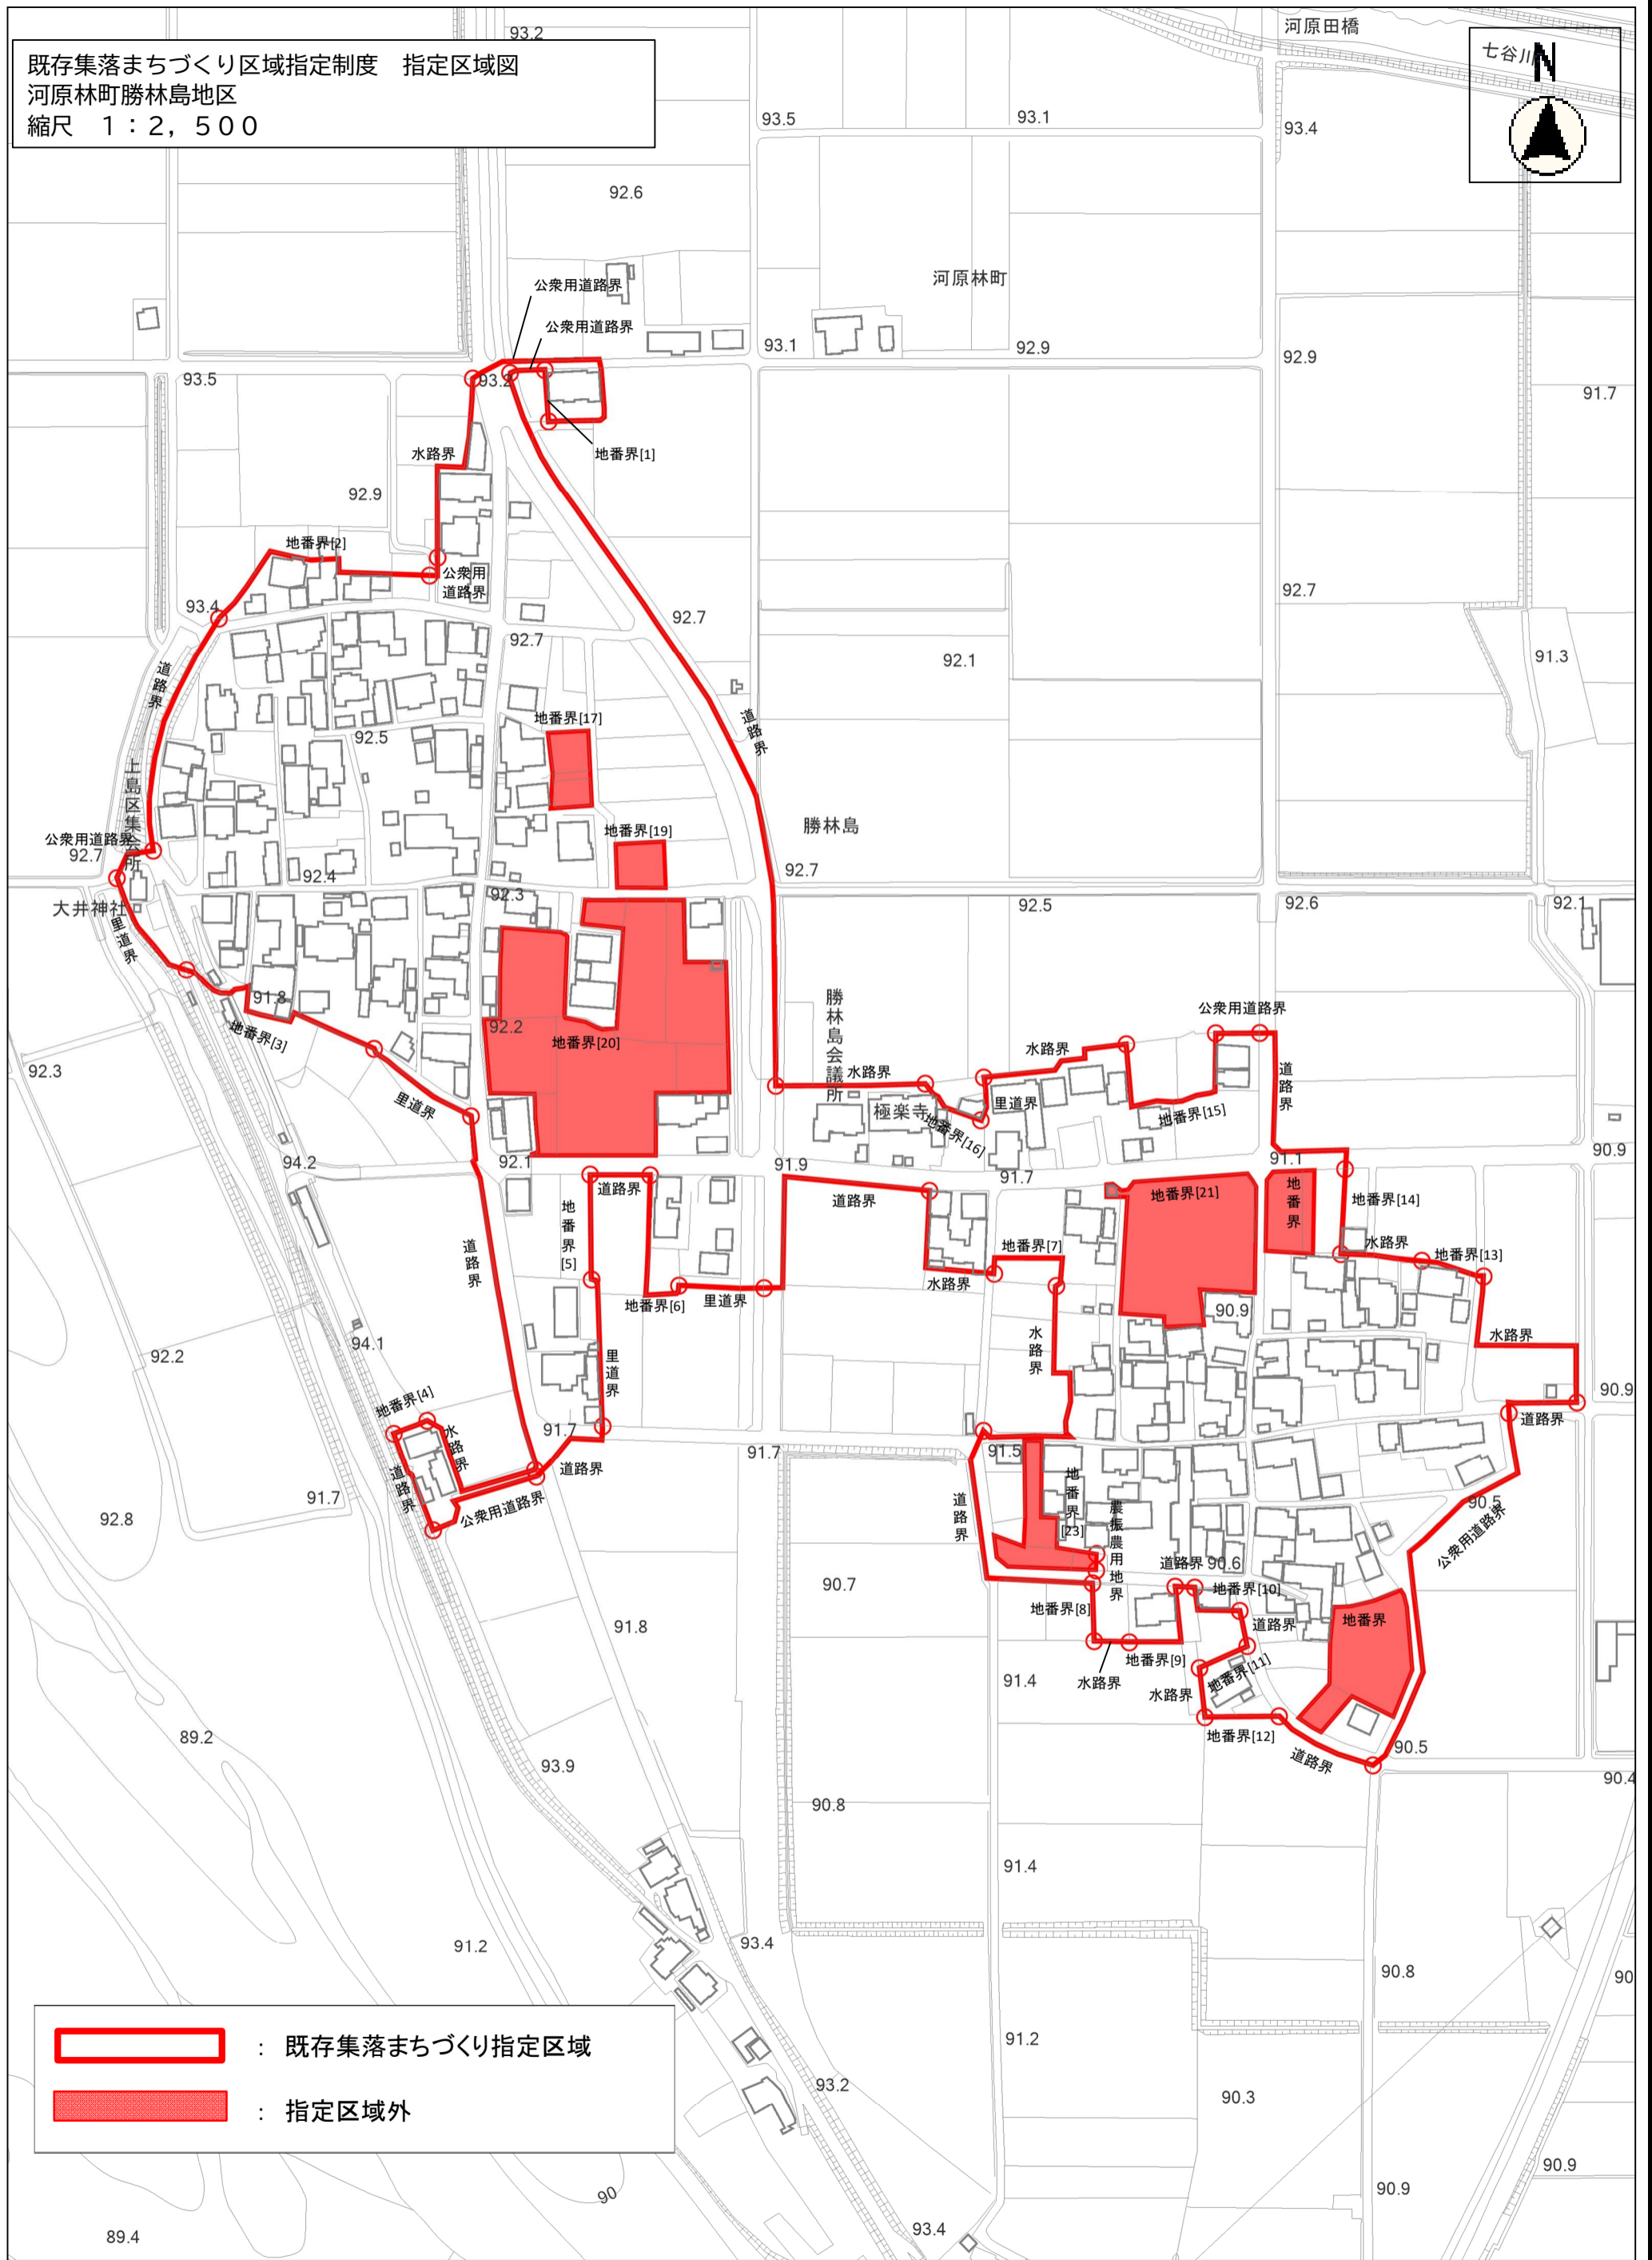 既存集落まちづくり区域指定制度　指定区域図
河原林町勝林島地区
縮尺　１：２，５００
N
七谷川
河原田橋
93.2
93.5
93.1
93.4
92.6
河原林町
公衆用道路界
公衆用道路界
93.1
92.9
92.9
93.5
93.2
91.7
地番界[1]
水路界
92.9
地番界[2]
公衆用
道路界
93.4
92.7
92.7
92.7
92.1
91.3
道路界
道路界
地番界[17]
92.5
上島区集会所
公衆用道路界
92.7
勝林島
地番界[19]
92.7
92.4
92.3
92.5
92.6
92.1
大井神社
里道界
91.8
地番界[3]
92.2
地番界[20]
勝林島会議所
水路界
水路界
公衆用道路界
道路界
92.3
里道界
極楽寺
里道界
地番界[16]
地番界[15]
94.2
92.1
91.9
91.7
91.1
90.9
道路界
地番界[5]
道路界
道路界
地番界[21]
地番界
地番界[14]
地番界[7]
水路界
地番界[13]
水路界
地番界[6]
里道界
90.9
94.1
92.2
里道界
水路界
水路界
90.9
地番界[4]
水路界
道路界
91.7
道路界
91.7
91.5
道路界
公衆用道路界
91.7
92.8
道路界
地番界[23]
農振農用地界
90.5
公衆用道路界
道路界
90.6
90.7
地番界[8]
地番界[10]
道路界
地番界
91.8
水路界
地番界[9]
地番界[11]
91.4
水路界
地番界[12]
道路界
90.5
89.2
93.9
90.4
90.8
91.4
91.2
93.4
90.8
90
91.2
：　既存集落まちづくり指定区域
93.2
90.3
：　指定区域外
90.9
90
90.9
89.4
93.4